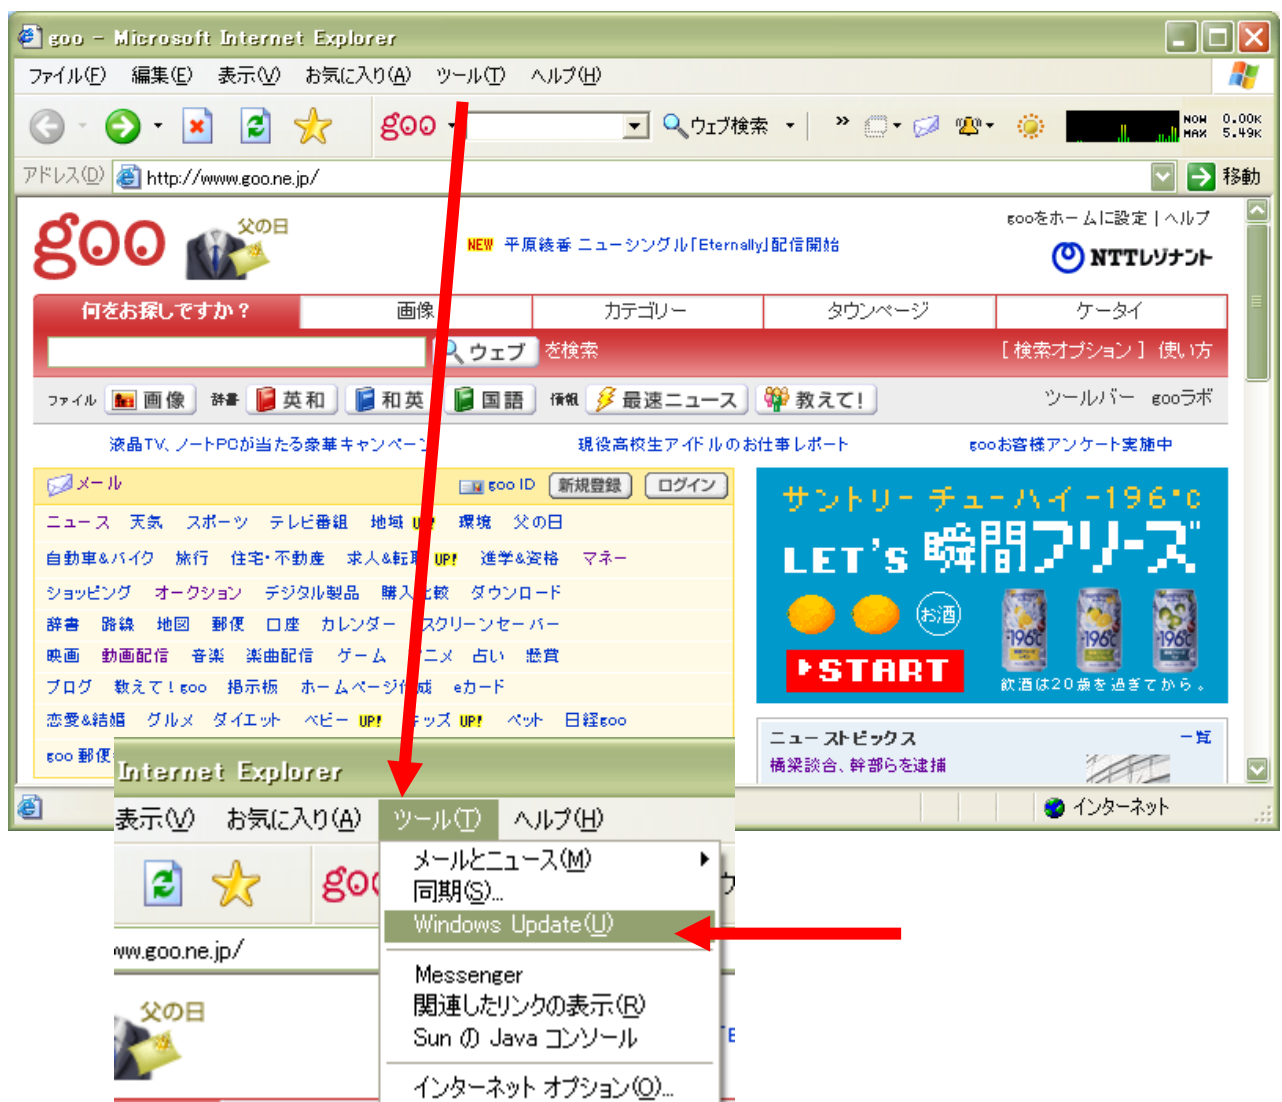 goo - Microsoft Internet Explorer
ファイル(F) 編集(E) 表示(V) お気に入り(A) ツール(T) ヘルプ(H)
goo ウェブ検索 » NOW 0.00K
MAX 5.49K
アドレス(D) http://www.goo.ne.jp/ 移動
gooをホームに設定 | ヘルプ
goo 父の日 NEW 平原綾香 ニューシングル「Eternally」配信開始
NTTレゾナント
何をお探しですか? 画像 カテゴリー タウンページ ケータイ
ウェブ を検索 [ 検索オプション ] 使い方
ファイル 画像 辞書 英和 和英 国語 情報 最速ニュース 教えて! ツールバー gooラボ
液晶TV、ノートPCが当たる豪華キャンペーン 現役高校生アイドルのお仕事レポート gooお客様アンケート実施中
メール goo ID 新規登録 ログイン
ニュース 天気 スポーツ テレビ番組 地域 UP! 環境 父の日
自動車&バイク 旅行 住宅・不動産 求人&転職 UP! 進学&資格 マネー
ショッピング オークション デジタル製品 購入比較 ダウンロード
辞書 路線 地図 郵便 口座 カレンダー スクリーンセーバー
映画 動画配信 音楽 楽曲配信 ゲーム アニメ 占い 懸賞
ブログ 教えて!goo 掲示板 ホームページ作成 eカード
恋愛&結婚 グルメ ダイエット ベビー UP! キッズ UP! ペット 日経goo
goo 郵便
サントリー チューハイ -196℃
LET's 瞬間フリーズ
お酒
-196℃ -196℃ -196℃
START
飲酒は20歳を過ぎてから。
ニューストピックス 一覧
橋梁談合、幹部らを逮捕
インターネット
Internet Explorer
表示(V) お気に入り(A) ツール(T) ヘルプ(H)
goo
ww.goo.ne.jp/
父の日
メールとニュース(M)
同期(S)...
Windows Update(U)
Messenger
関連したリンクの表示(R)
Sun の Java コンソール
インターネット オプション(O)...